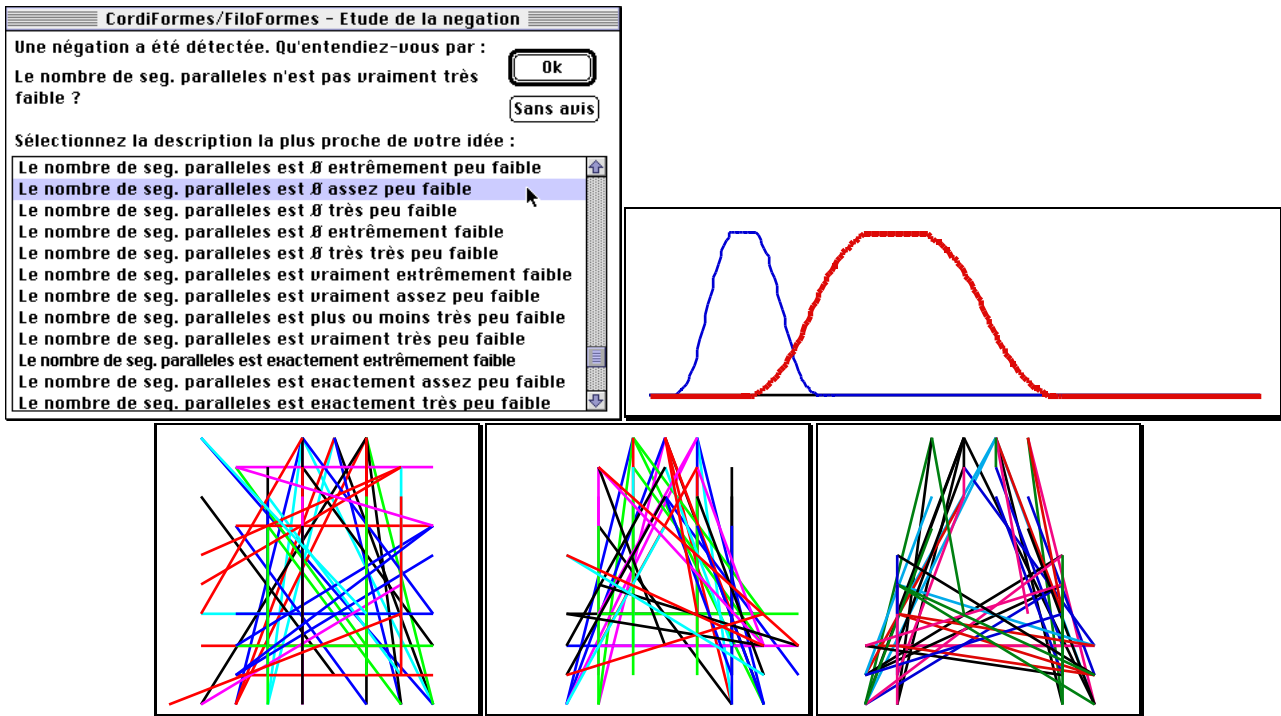 CordiFormes/FiloFormes - Etude de la negation
Une négation a été détectée. Qu'entendiez-vous par :
Le nombre de seg. paralleles n'est pas vraiment très
faible ?
Ok
Sans avis
Sélectionnez la description la plus proche de votre idée :
Le nombre de seg. paralleles est Ø extrêmement peu faible
Le nombre de seg. paralleles est Ø assez peu faible
Le nombre de seg. paralleles est Ø très peu faible
Le nombre de seg. paralleles est Ø extrêmement faible
Le nombre de seg. paralleles est Ø très très faible
Le nombre de seg. paralleles est vraiment extrêmement faible
Le nombre de seg. paralleles est vraiment assez peu faible
Le nombre de seg. paralleles est plus ou moins très peu faible
Le nombre de seg. paralleles est vraiment très peu faible
Le nombre de seg. paralleles est exactement extrêmement faible
Le nombre de seg. paralleles est exactement assez peu faible
Le nombre de seg. paralleles est exactement très peu faible